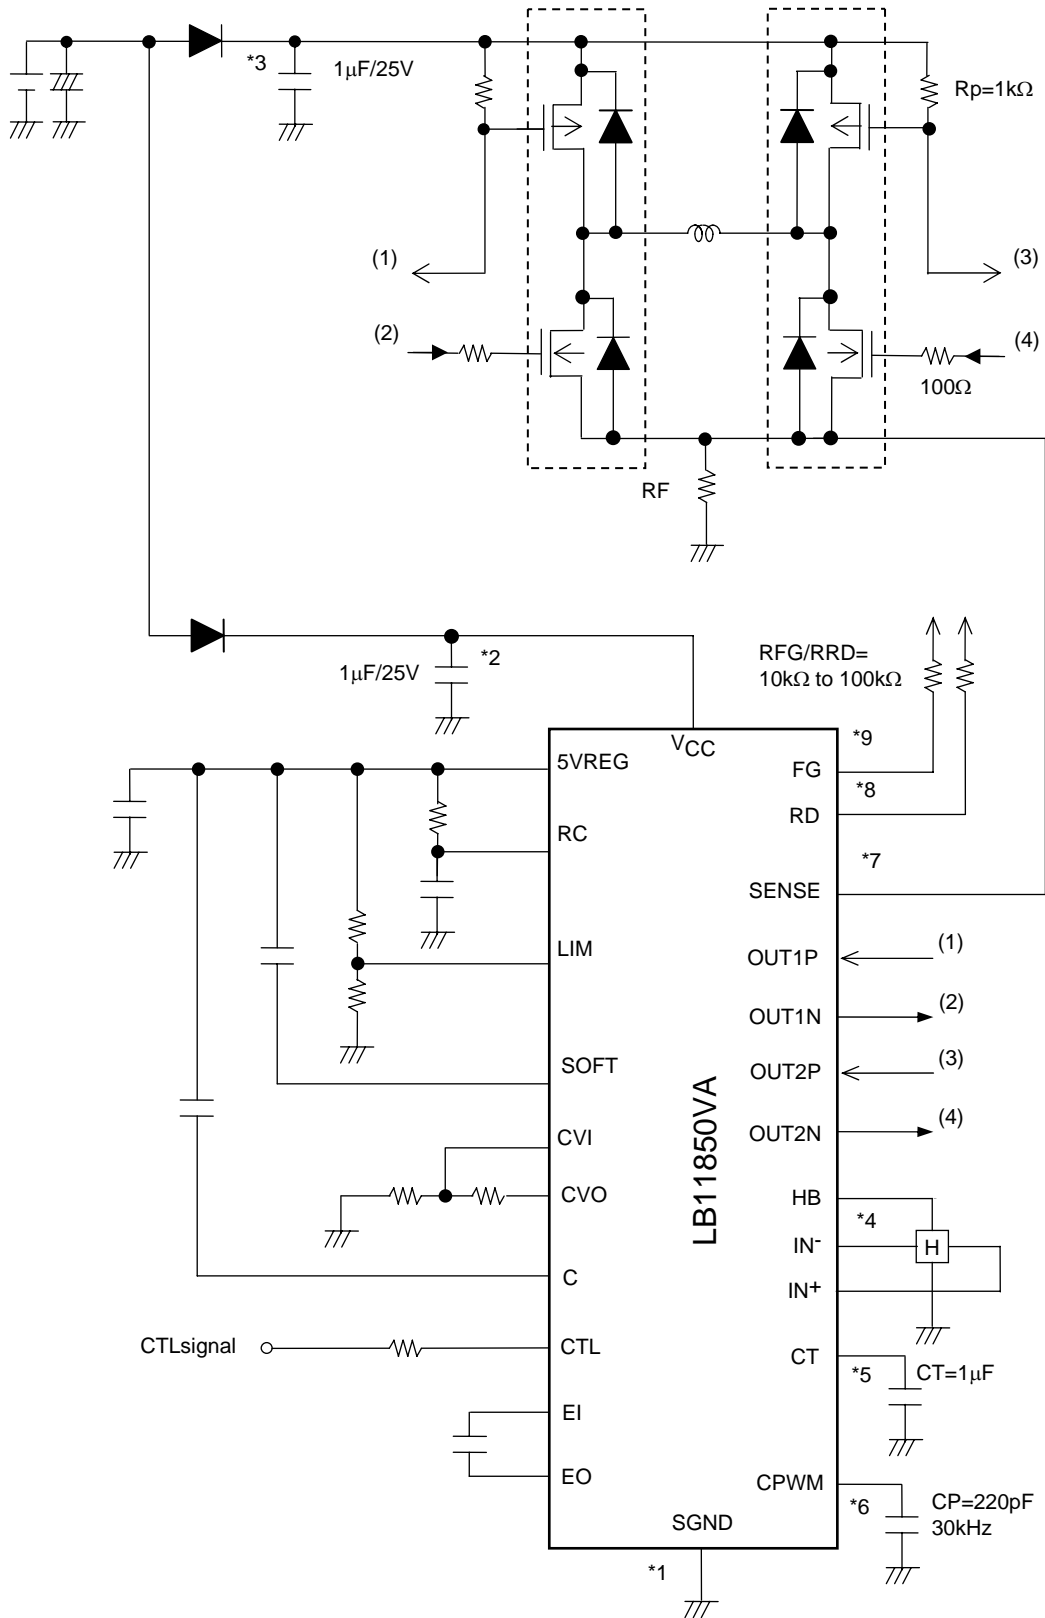 *3
1μF/25V
Rp=1kΩ
(1)
(3)
(2)
(4)
100Ω
RF
1μF/25V
*2
RFG/RRD=
10kΩ to 100kΩ
VCC
*9
5VREG
FG
*8
RD
RC
*7
SENSE
LIM
OUT1P
(1)
OUT1N
(2)
SOFT
OUT2P
(3)
LB11850VA
OUT2N
(4)
CVI
CVO
HB
*4
IN-
H
IN+
C
CTLsignal
CTL
CT
*5
CT=1μF
EI
EO
CPWM
*6
CP=220pF
30kHz
SGND
*1